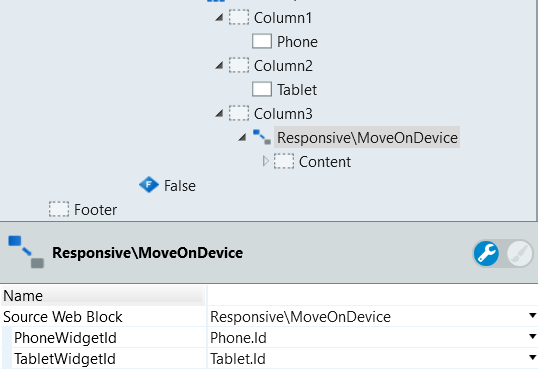 Column1
Phone
Column2
Tablet
Column3
Responsive\MoveOnDevice
Content
False
Footer
Responsive\MoveOnDevice
Name
Source Web Block Responsive\MoveOnDevice
PhoneWidgetId Phone.Id
TabletWidgetId Tablet.Id